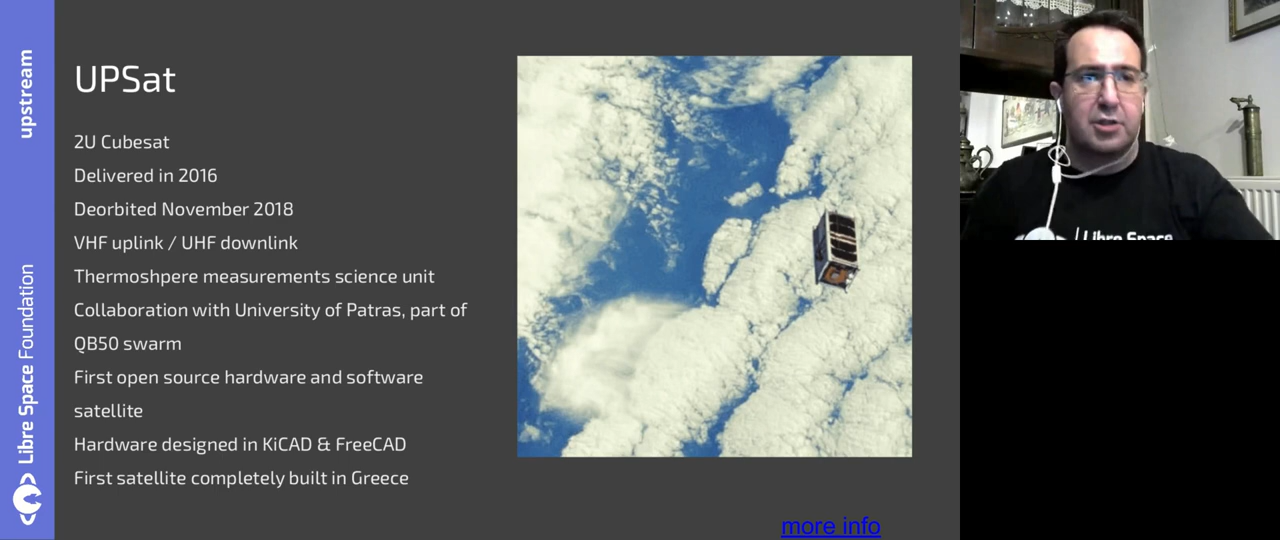 upstream
Libre Space Foundation
UPSat
2U Cubesat
Delivered in 2016
Deorbited November 2018
VHF uplink / UHF downlink
Thermoshpere measurements science unit
Collaboration with University of Patras, part of
QB50 swarm
First open source hardware and software
satellite
Hardware designed in KiCAD & FreeCAD
First satellite completely built in Greece
more info
Libre Space